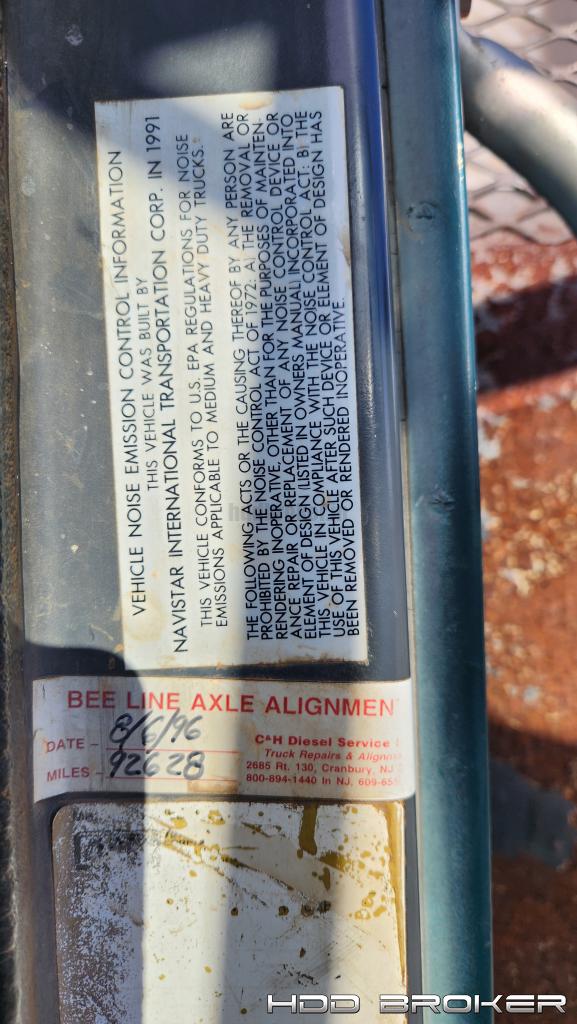 VEHICLE NOISE EMISSION CONTROL INFORMATION
THIS VEHICLE WAS BUILT BY
NAVISTAR INTERNATIONAL TRANSPORTATION CORP. IN 1991
THIS VEHICLE CONFORMS TO U.S. EPA REGULATIONS FOR NOISE
EMISSIONS APPLICABLE TO MEDIUM AND HEAVY DUTY TRUCKS.
THE FOLLOWING ACTS OR THE CAUSING THEREOF BY ANY PERSON ARE
PROHIBITED BY THE NOISE CONTROL ACT OF 1972: A) THE REMOVAL OR
RENDERING INOPERATIVE, OTHER THAN FOR THE PURPOSES OF MAINTEN-
ANCE, REPAIR OR REPLACEMENT OF ANY NOISE CONTROL DEVICE OR
ELEMENT OF DESIGN (LISTED IN OWNERS MANUAL) INCORPORATED INTO
THIS VEHICLE IN COMPLIANCE WITH THE NOISE CONTROL ACT: B) THE
USE OF THIS VEHICLE AFTER SUCH DEVICE OR ELEMENT OF DESIGN HAS
BEEN REMOVED OR RENDERED INOPERATIVE.
BEE LINE AXLE ALIGNMEN
DATE - 8/6/96
MILES - 92628
C&H Diesel Service
Truck Repairs & Alignme
2685 Rt. 130, Cranbury, NJ
800-894-1440 In NJ, 609-655
HDD BROKER